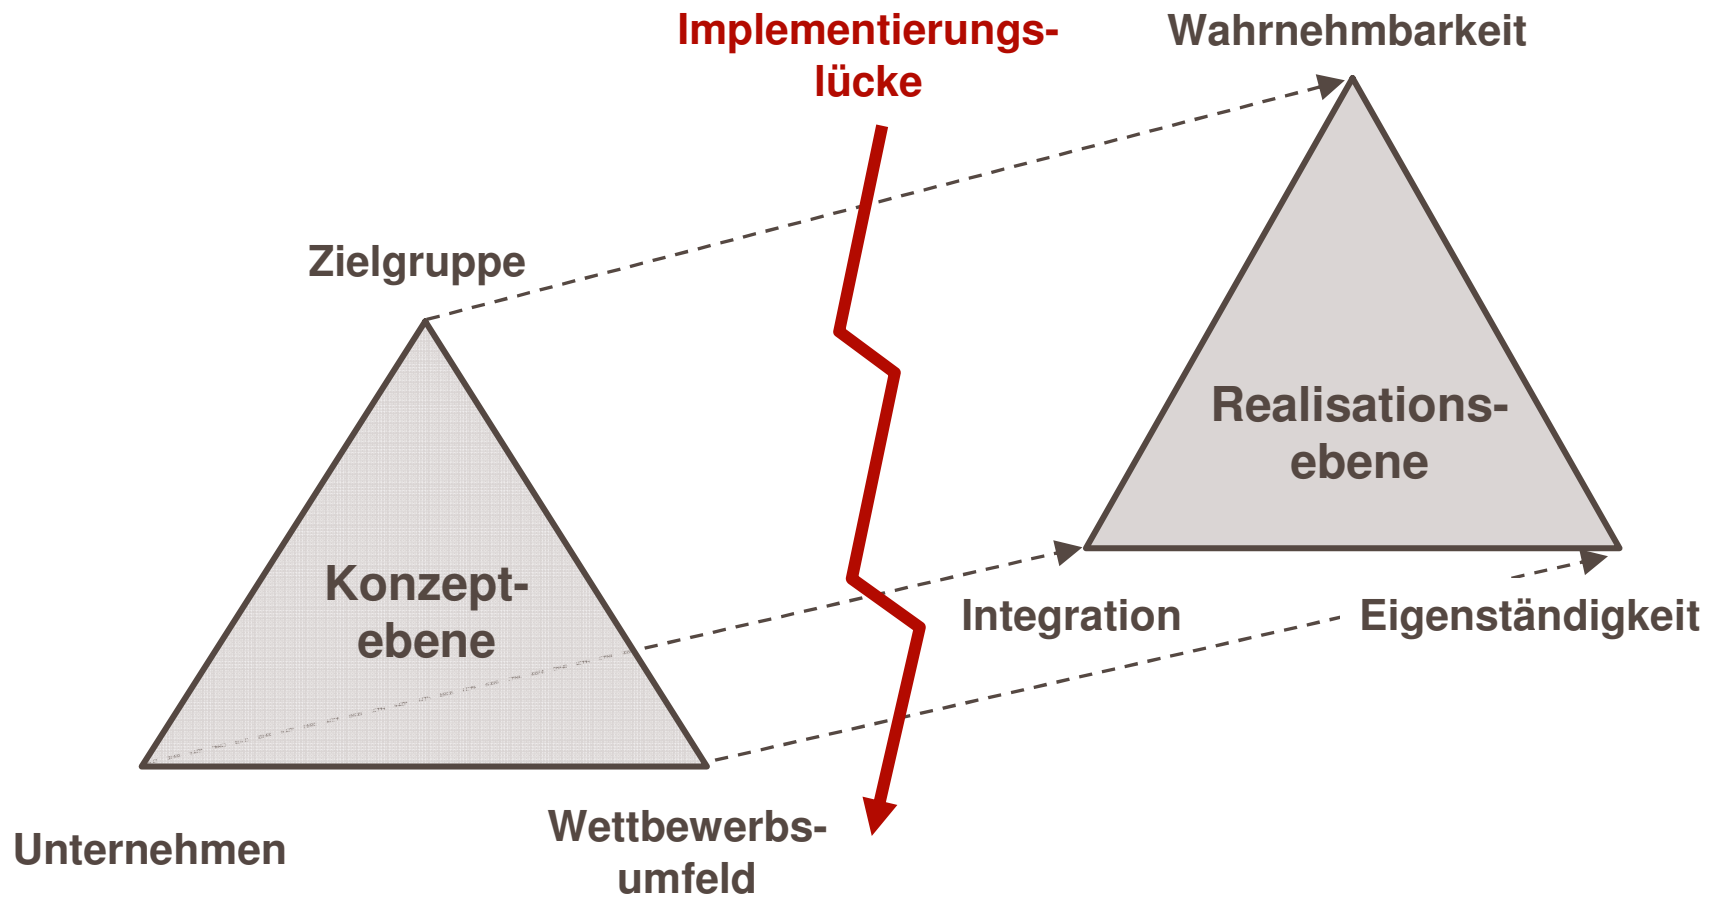 Implementierungs-
lücke
Wahrnehmbarkeit
Zielgruppe
Realisations-
ebene
Konzept-
ebene
Integration
Eigenständigkeit
Unternehmen
Wettbewerbs-
umfeld